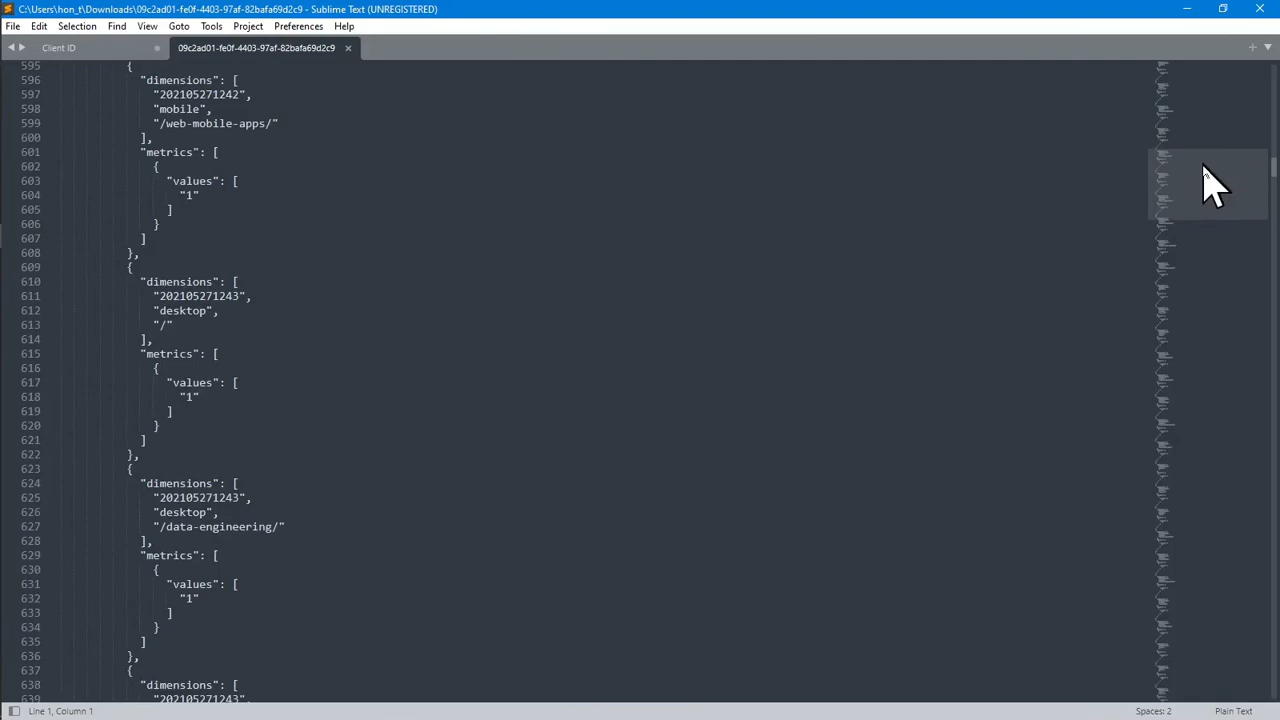 C:\Users\hon_t\Downloads\09c2ad01-fe0f-4403-97af-82bafa69d2c9 - Sublime Text (UNREGISTERED)
File Edit Selection Find View Goto Tools Project Preferences Help
Client ID 09c2ad01-fe0f-4403-97af-82bafa69d2c9
595 {
596 "dimensions": [
597 "202105271242",
598 "mobile",
599 "/web-mobile-apps/"
600 ],
601 "metrics": [
602 {
603 "values": [
604 "1"
605 ]
606 }
607 ]
608 },
609 {
610 "dimensions": [
611 "202105271243",
612 "desktop",
613 "/"
614 ],
615 "metrics": [
616 {
617 "values": [
618 "1"
619 ]
620 }
621 ]
622 },
623 {
624 "dimensions": [
625 "202105271243",
626 "desktop",
627 "/data-engineering/"
628 ],
629 "metrics": [
630 {
631 "values": [
632 "1"
633 ]
634 }
635 ]
636 },
637 {
638 "dimensions": [
639 "202105271243",
Line 1, Column 1 Spaces: 2 Plain Text